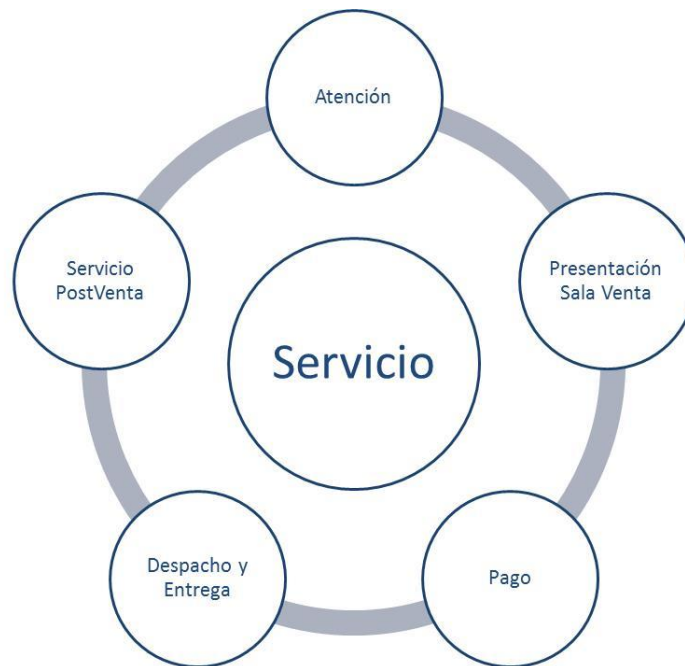 Atención
Presentación
Sala Venta
Pago
Despacho y
Entrega
Servicio
PostVenta
Servicio